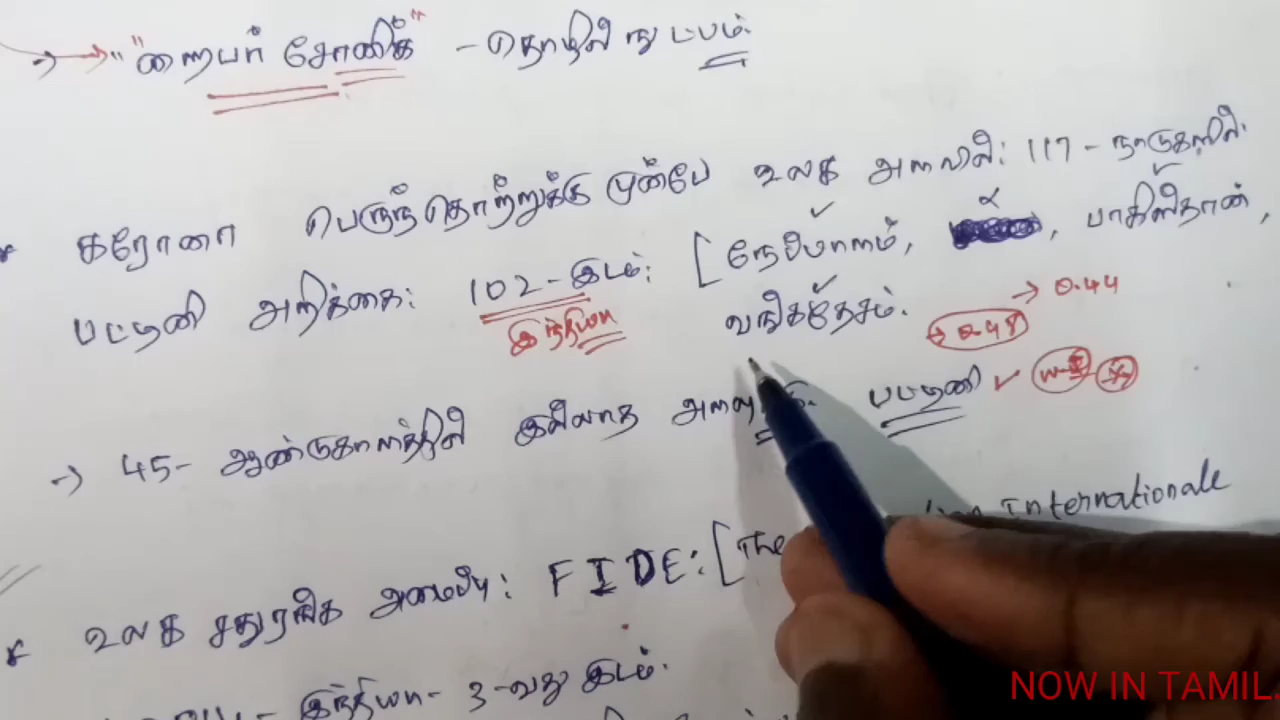 → → "ஹைபர் சோனிக்" - தொழில் நுட்பம்.
* கரோனா பெருந்தொற்றுக்கு முன்பே உலக அளவில்: 117 - நாடுகளில்.
பட்டினி அறிக்கை: 102 - இடம்: [நேபாளம், பாகிஸ்தான்,
இந்தியா வங்கதேசம். → 0.48 → 0.44
→ 45 - ஆண்டுகாலத்தில் இல்லாத அளவு பட்டினி ✓
* உலக சதுரங்க அமைப்பு: FIDE: [The Internationale
இந்தியா - 3-வது இடம்.
NOW IN TAMIL.